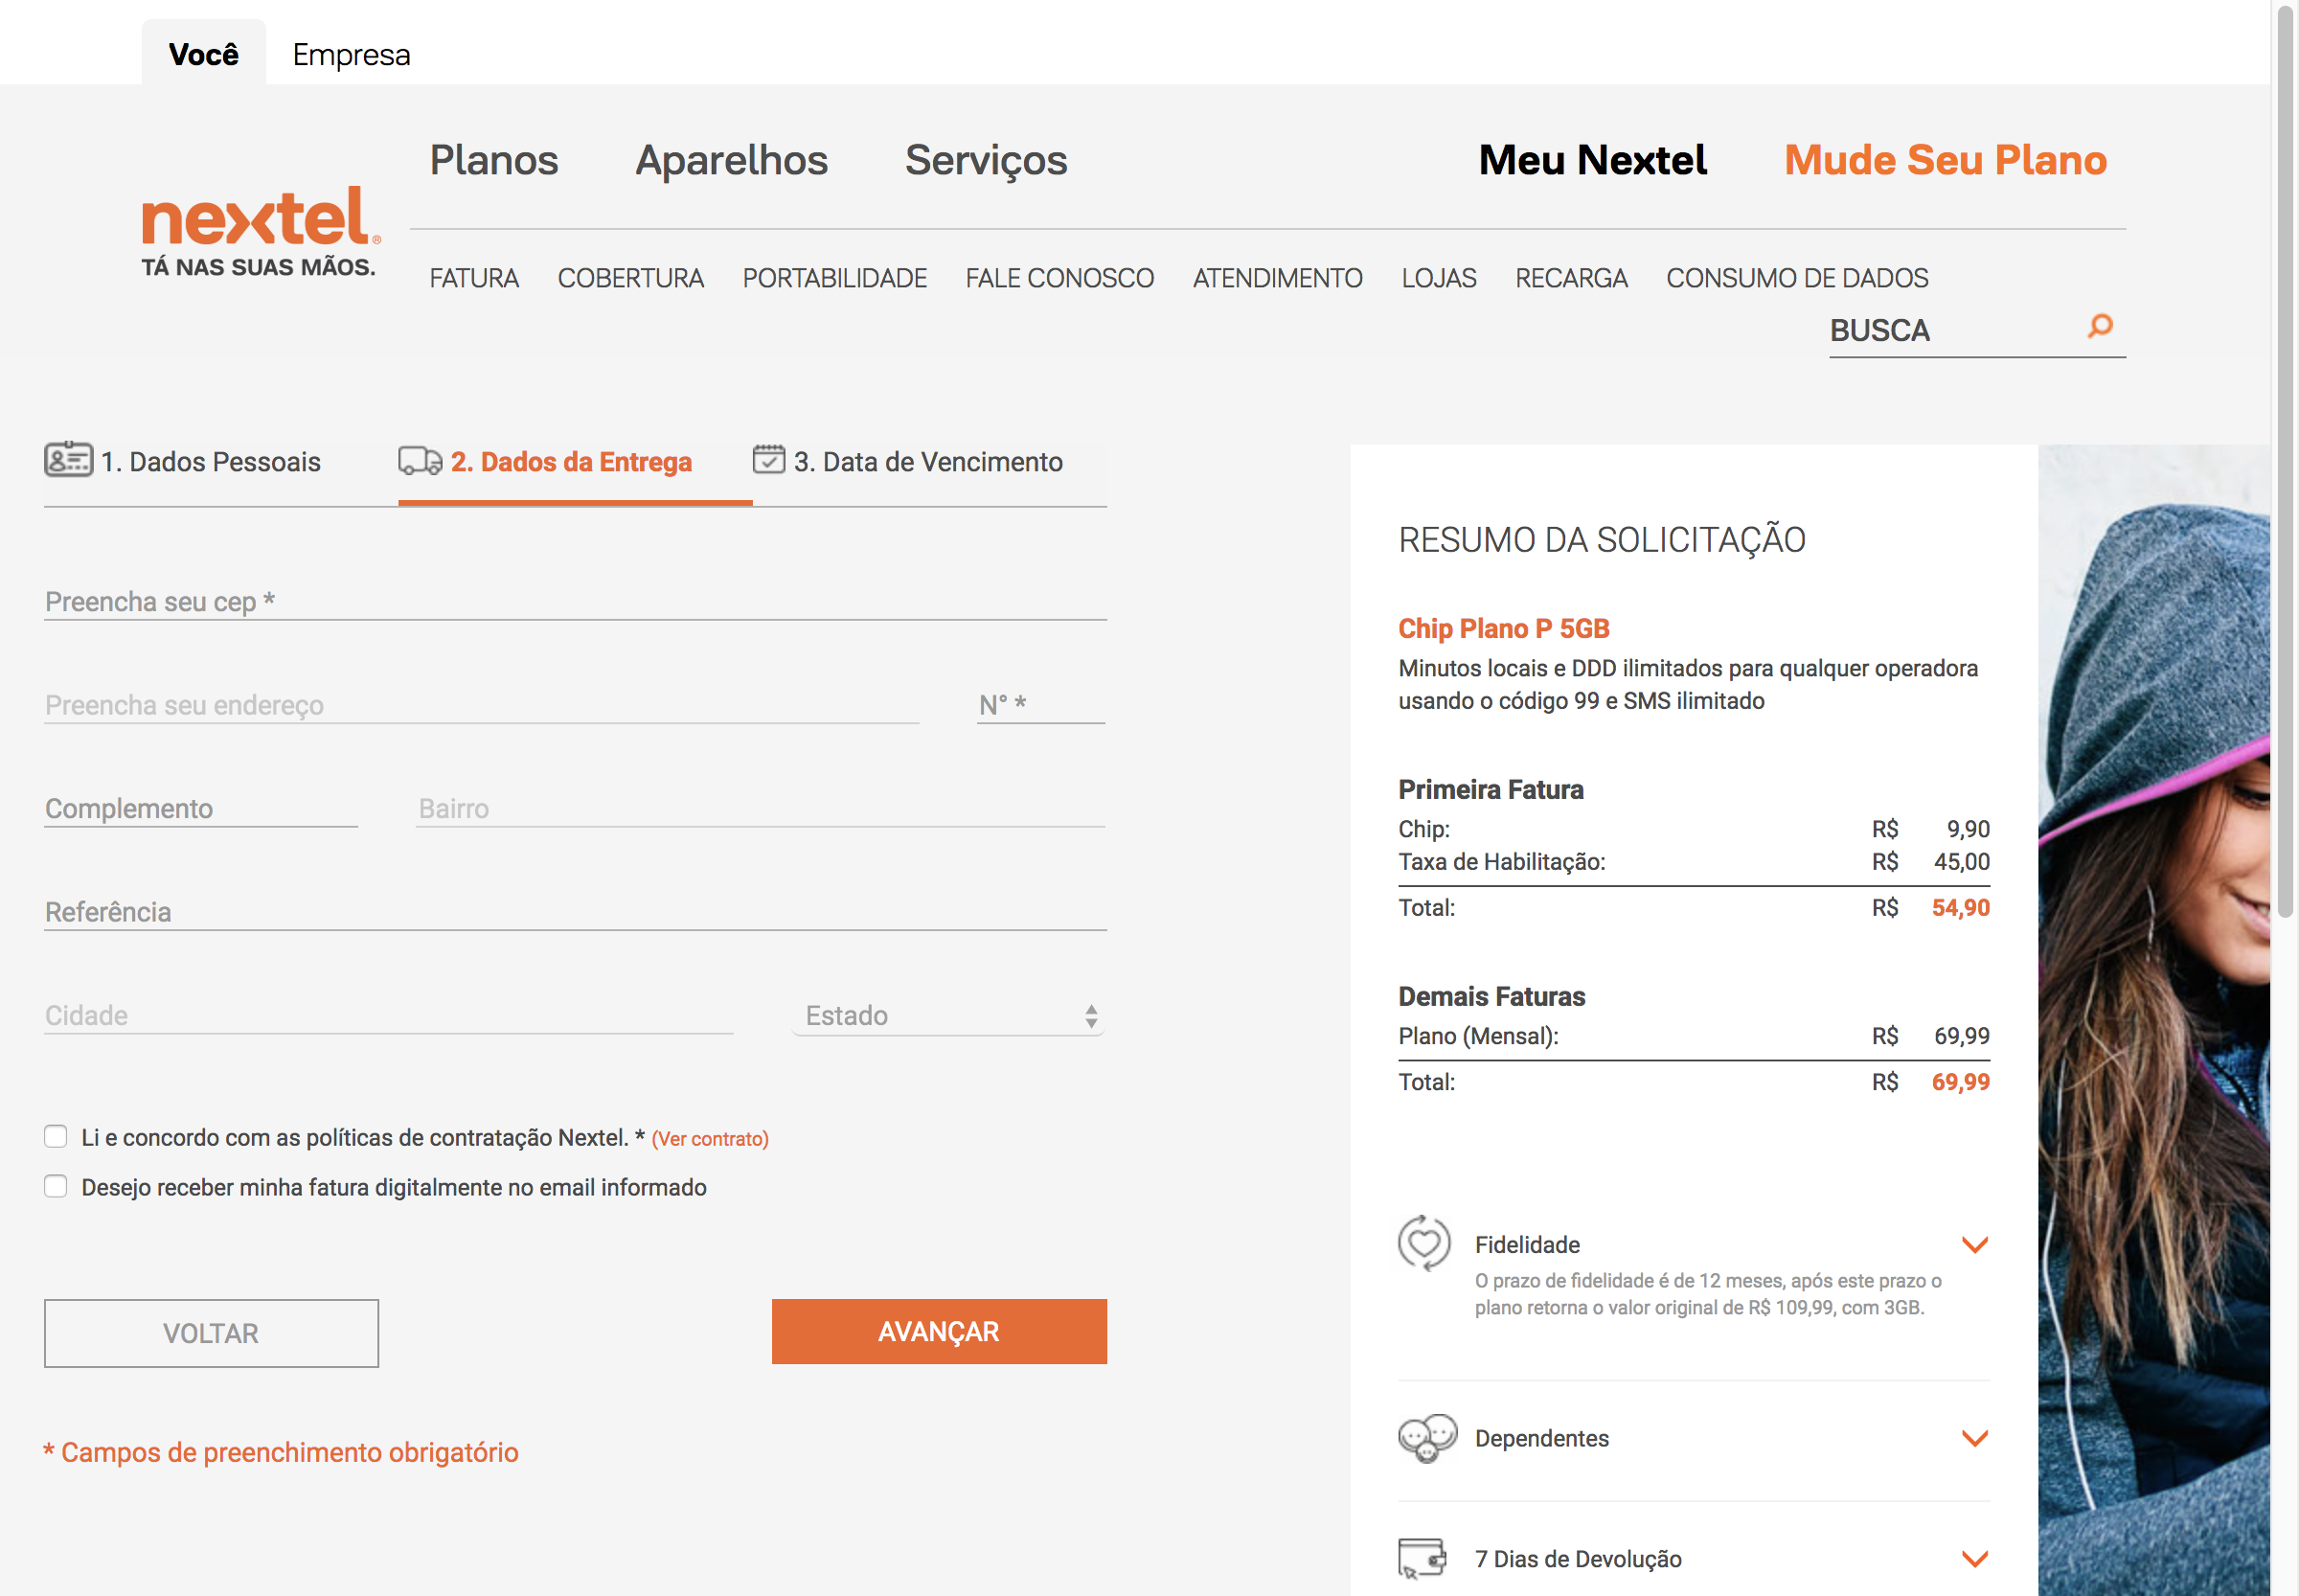 Você Empresa
Planos Aparelhos Serviços Meu Nextel Mude Seu Plano
nextel®
TÁ NAS SUAS MÃOS.
FATURA COBERTURA PORTABILIDADE FALE CONOSCO ATENDIMENTO LOJAS RECARGA CONSUMO DE DADOS
BUSCA
1. Dados Pessoais 2. Dados da Entrega 3. Data de Vencimento
Preencha seu cep *
Preencha seu endereço N° *
Complemento Bairro
Referência
Cidade Estado
Li e concordo com as políticas de contratação Nextel. * (Ver contrato)
Desejo receber minha fatura digitalmente no email informado
VOLTAR AVANÇAR
* Campos de preenchimento obrigatório
RESUMO DA SOLICITAÇÃO
Chip Plano P 5GB
Minutos locais e DDD ilimitados para qualquer operadora
usando o código 99 e SMS ilimitado
Primeira Fatura
Chip: R$ 9,90
Taxa de Habilitação: R$ 45,00
Total: R$ 54,90
Demais Faturas
Plano (Mensal): R$ 69,99
Total: R$ 69,99
Fidelidade
O prazo de fidelidade é de 12 meses, após este prazo o
plano retorna o valor original de R$ 109,99, com 3GB.
Dependentes
7 Dias de Devolução